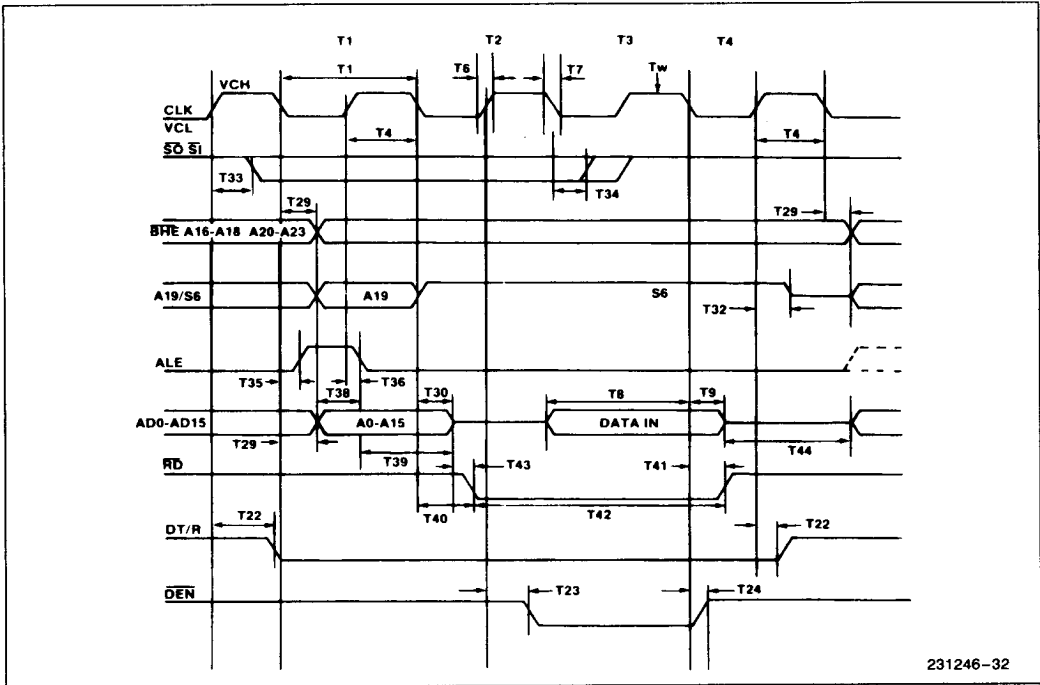 T1 T2 T3 T4
T1 T6 T7 Tw
VCH
CLK
VCL
T4 T4
S0 SI
T33 T34
T29 T29
BHE A16-A18 A20-A23
A19/S6 A19 S6
T32
ALE
T35 T36
T38 T30 T8 T9
AD0-AD15 A0-A15 DATA IN
T29 T39 T44
RD T43 T41
T40 T42
T22 T22
DT/R
DEN T23 T24
231246-32